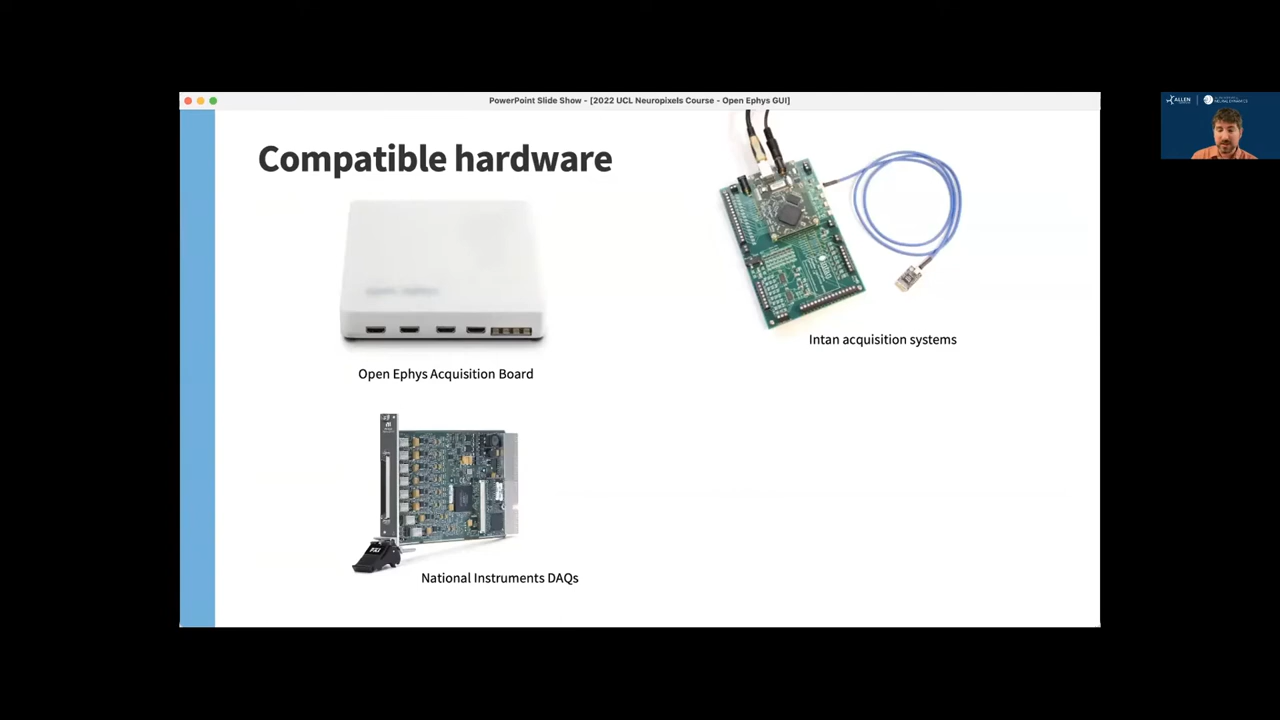 PowerPoint Slide Show - [2022 UCL Neuropixels Course - Open Ephys GUI]
ALLEN
Compatible hardware
Intan acquisition systems
Open Ephys Acquisition Board
National Instruments DAQs